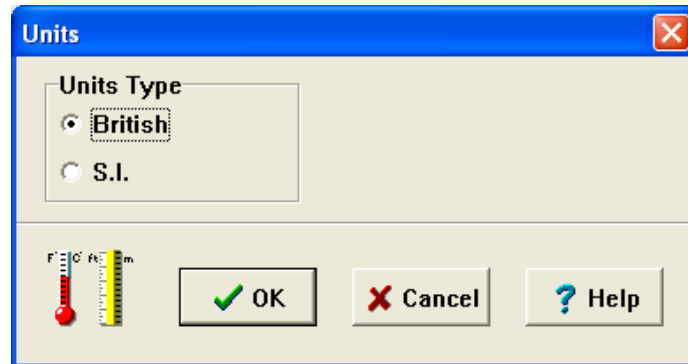 Units
Units Type
British
S.I.
F° C° ft m
OK
Cancel
? Help